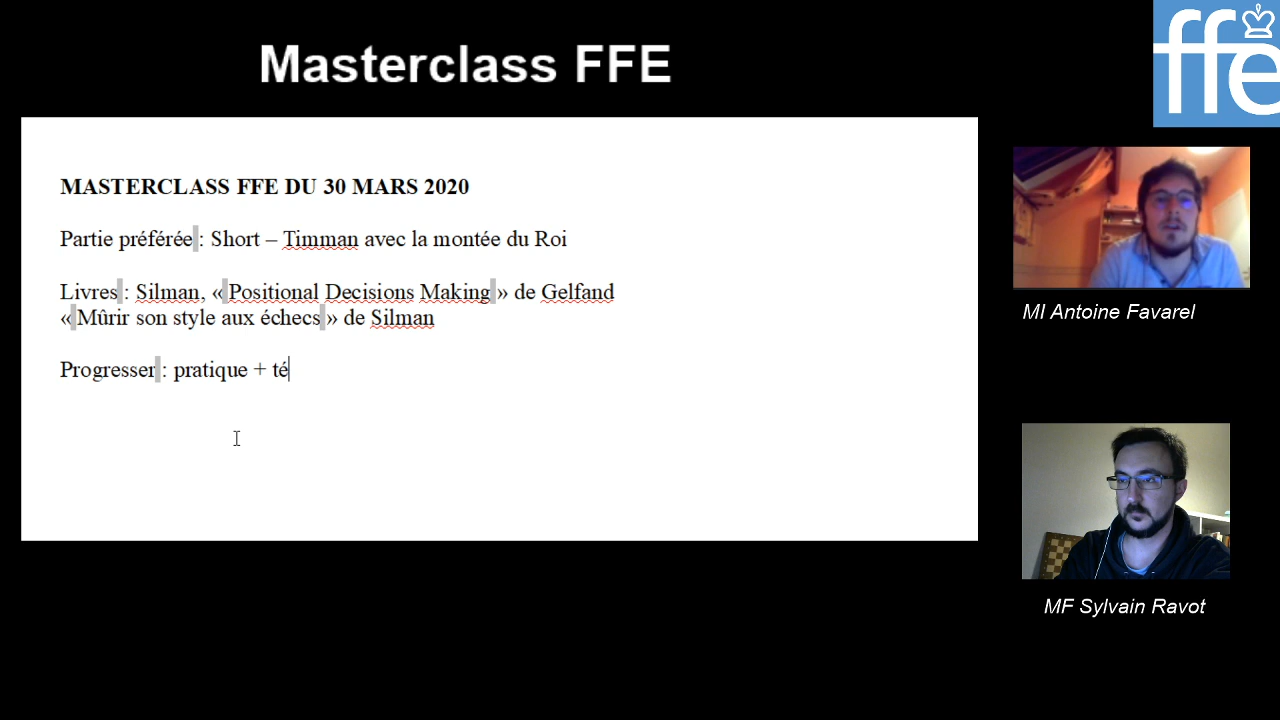 Masterclass FFE
ffe
MASTERCLASS FFE DU 30 MARS 2020
Partie préférée : Short – Timman avec la montée du Roi
Livres : Silman, « Positional Decisions Making » de Gelfand
« Mûrir son style aux échecs » de Silman
Progresser : pratique + té
MI Antoine Favarel
MF Sylvain Ravot